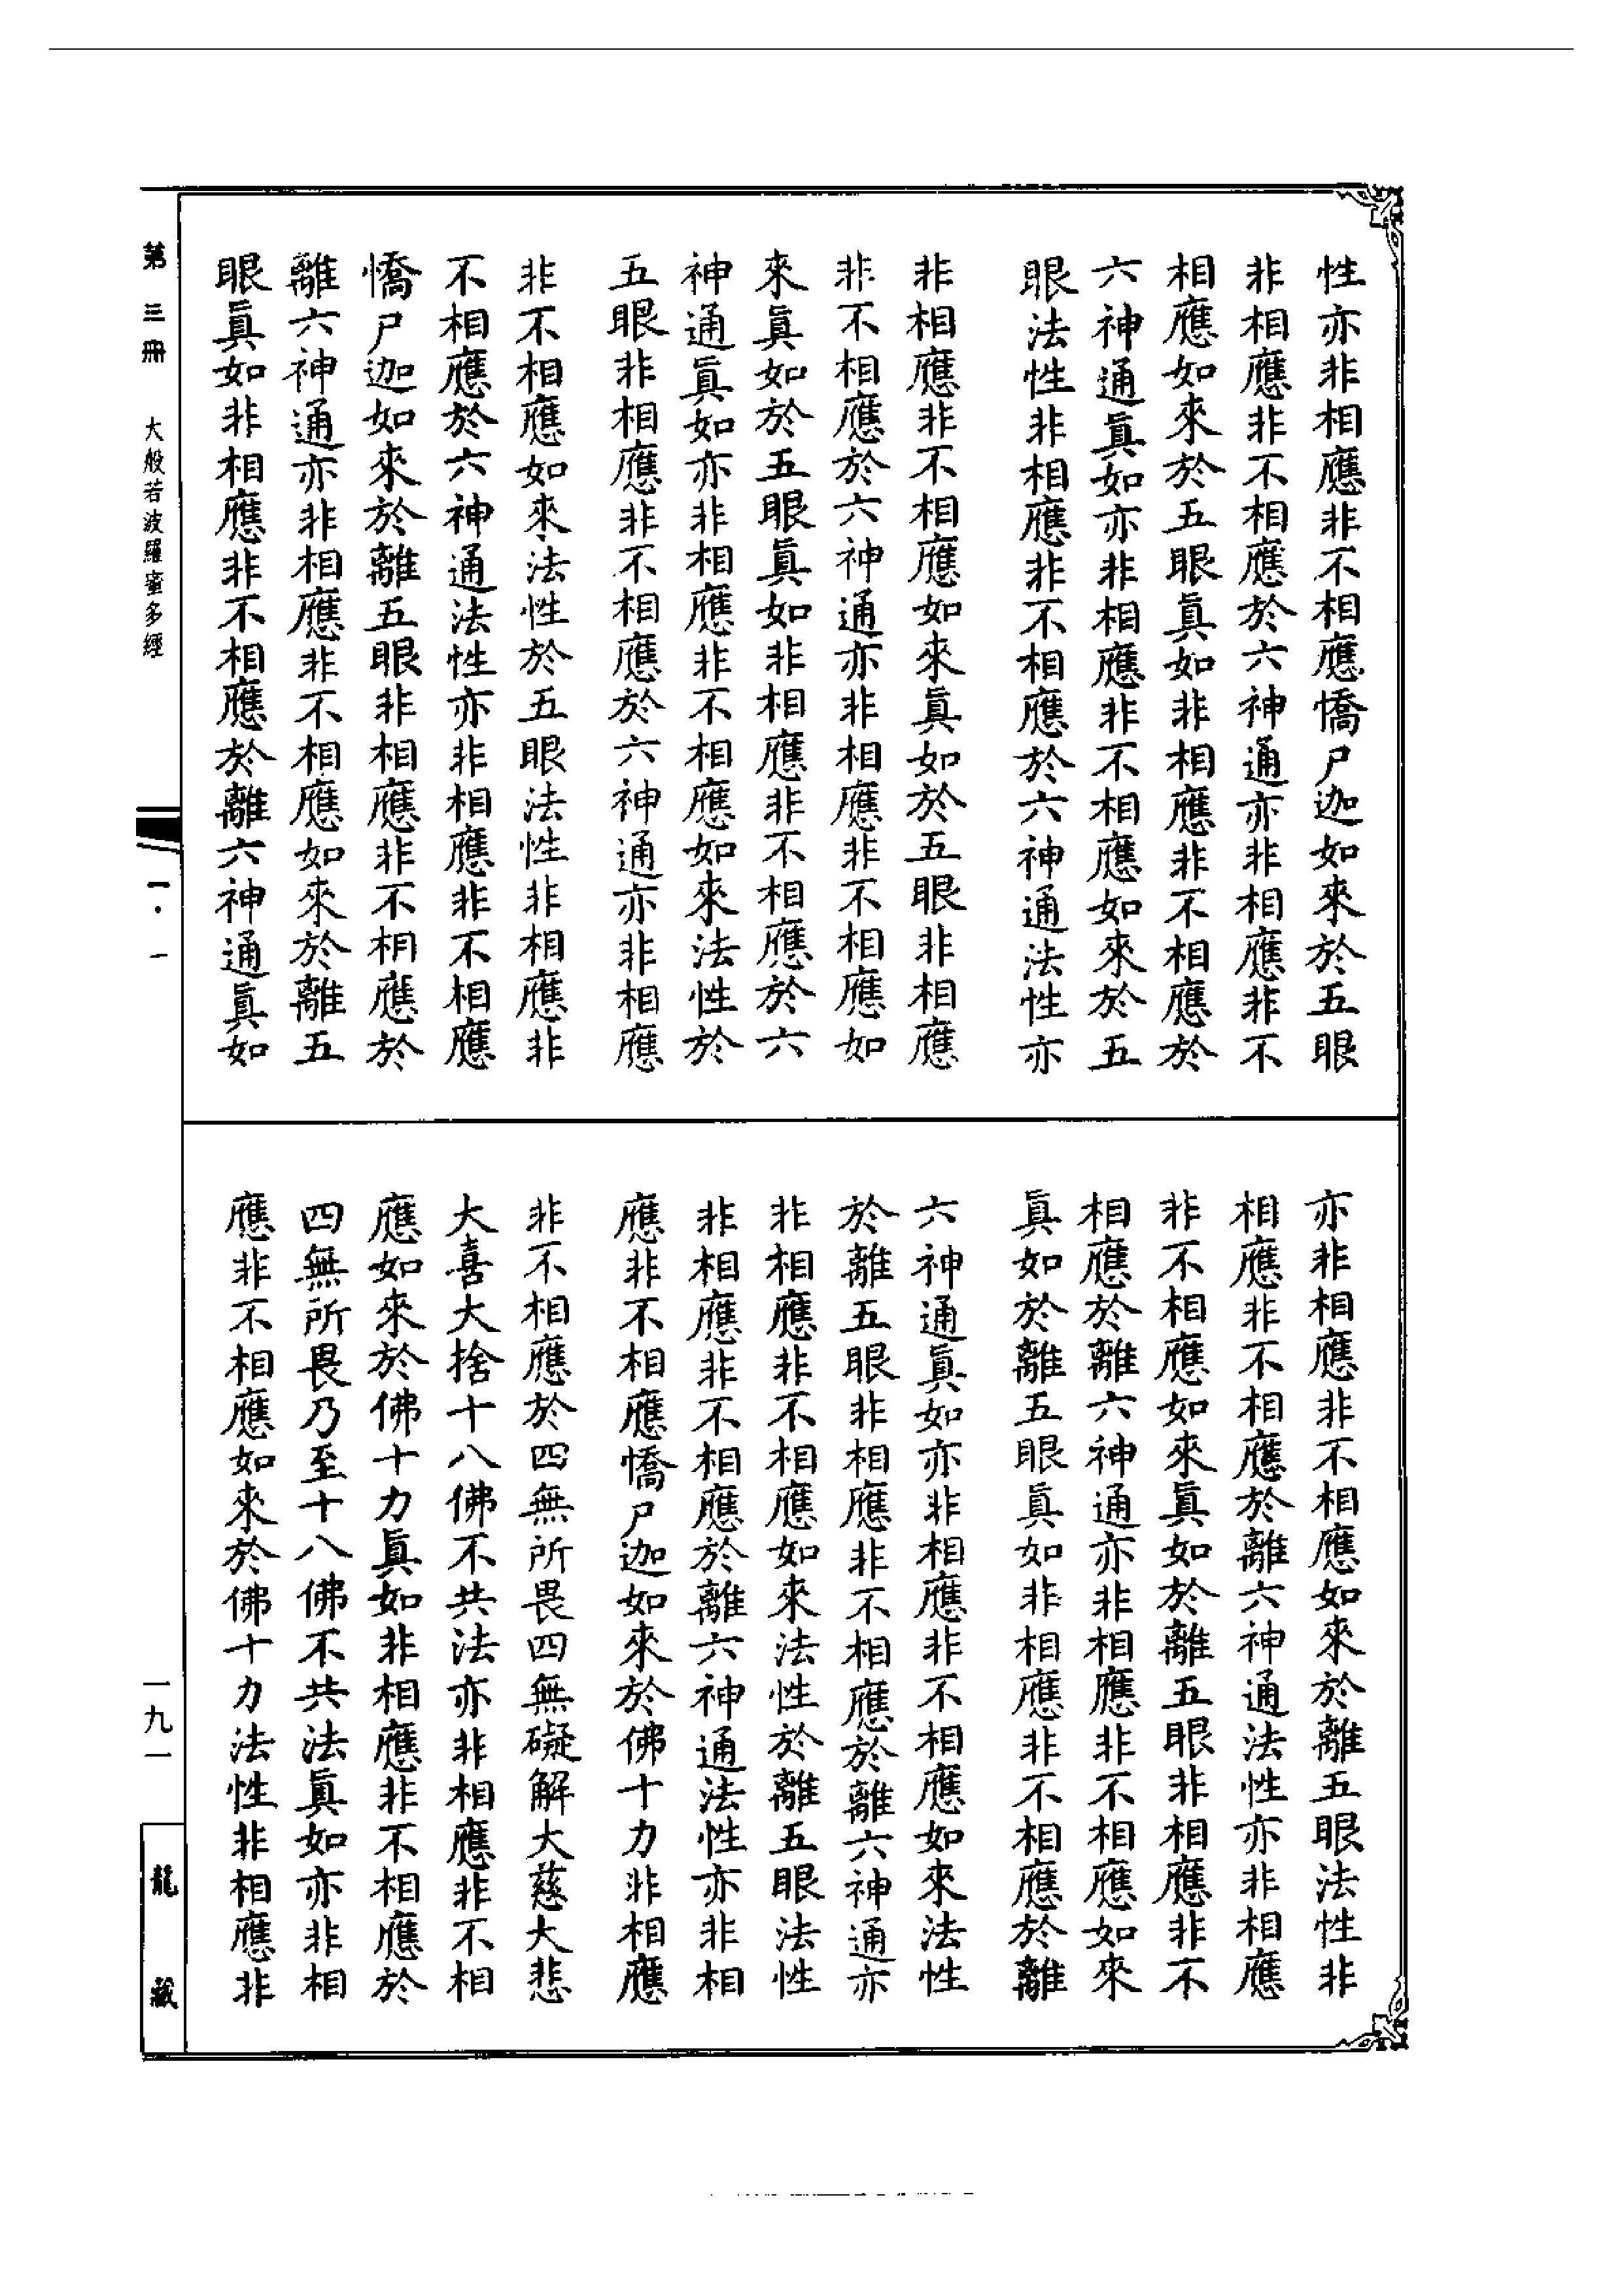 性亦非相應非不相應憍尸迦如來於五眼
非相應非不相應於六神通亦非相應非不
相應如來於五眼眞如非相應非不相應於
六神通眞如亦非相應非不相應如來於五
眼法性非相應非不相應於六神通法性亦
非相應非不相應如來眞如於五眼非相應
非不相應於六神通亦非相應非不相應如
來眞如於五眼眞如非相應非不相應於六
神通眞如亦非相應非不相應如來法性於
五眼非相應非不相應於六神通亦非相應
非不相應如來法性於五眼法性非相應非
不相應於六神通法性亦非相應非不相應
憍尸迦如來於離五眼非相應非不相應於
離六神通亦非相應非不相應如來於離五
眼眞如非相應非不相應於離六神通眞如
亦非相應非不相應如來於離五眼法性非
相應非不相應於離六神通法性亦非相應
非不相應如來眞如於離五眼非相應非不
相應於離六神通亦非相應非不相應如來
眞如於離五眼眞如非相應非不相應於離
六神通眞如亦非相應非不相應如來法性
於離五眼非相應非不相應於離六神通亦
非相應非不相應如來法性於離五眼法性
非相應非不相應於離六神通法性亦非相
應非不相應憍尸迦如來於佛十力非相應
非不相應於四無所畏四無礙解大慈大悲
大喜大捨十八佛不共法亦非相應非不相
應如來於佛十力眞如非相應非不相應於
四無所畏乃至十八佛不共法眞如亦非相
應非不相應如來於佛十力法性非相應非
第三冊 大般若波羅蜜多經
一·一
一九一
龍藏